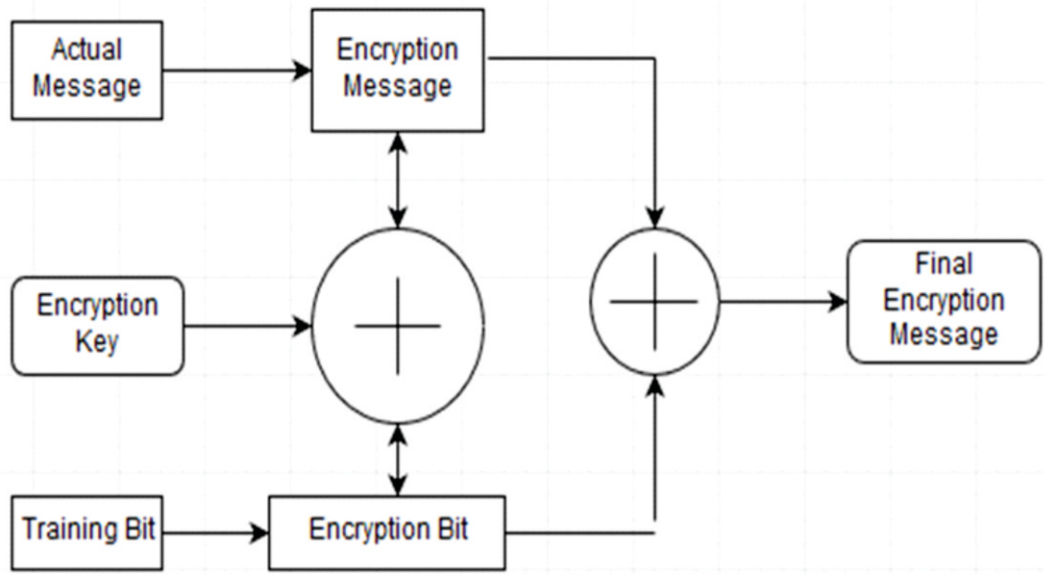 Actual
Message
Encryption
Message
Encryption
Key
Final
Encryption
Message
Training Bit
Encryption Bit